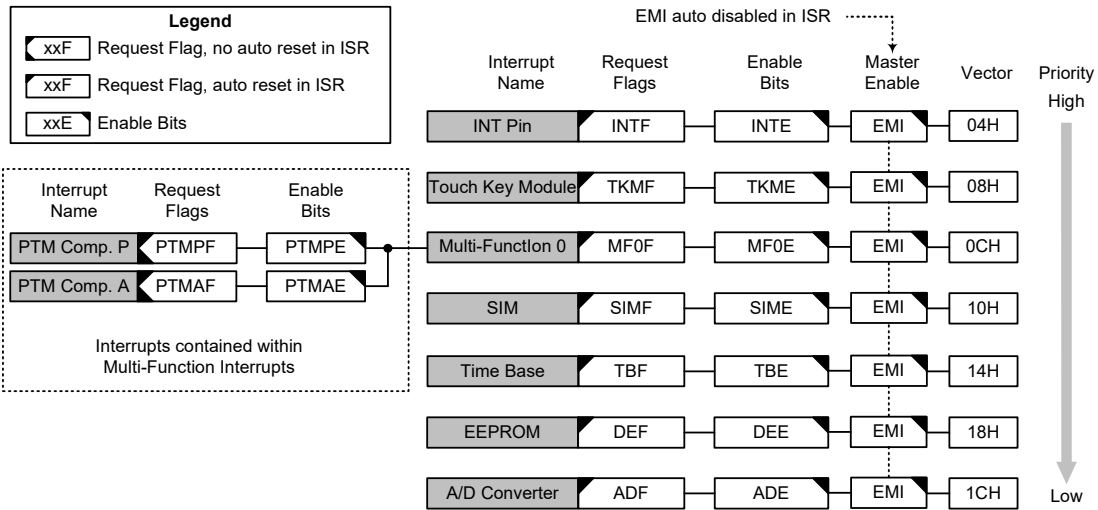 Legend
xxF Request Flag, no auto reset in ISR
xxF Request Flag, auto reset in ISR
xxE Enable Bits
EMI auto disabled in ISR
Interrupt Name
Request Flags
Enable Bits
Master Enable
Vector
Priority
High
INT Pin INTF INTE EMI 04H
Touch Key Module TKMF TKME EMI 08H
Interrupt Name
Request Flags
Enable Bits
PTM Comp. P PTMPF PTMPE
Multi-Function 0 MF0F MF0E EMI 0CH
PTM Comp. A PTMAF PTMAE
SIM SIMF SIME EMI 10H
Interrupts contained within
Multi-Function Interrupts
Time Base TBF TBE EMI 14H
EEPROM DEF DEE EMI 18H
A/D Converter ADF ADE EMI 1CH
Low